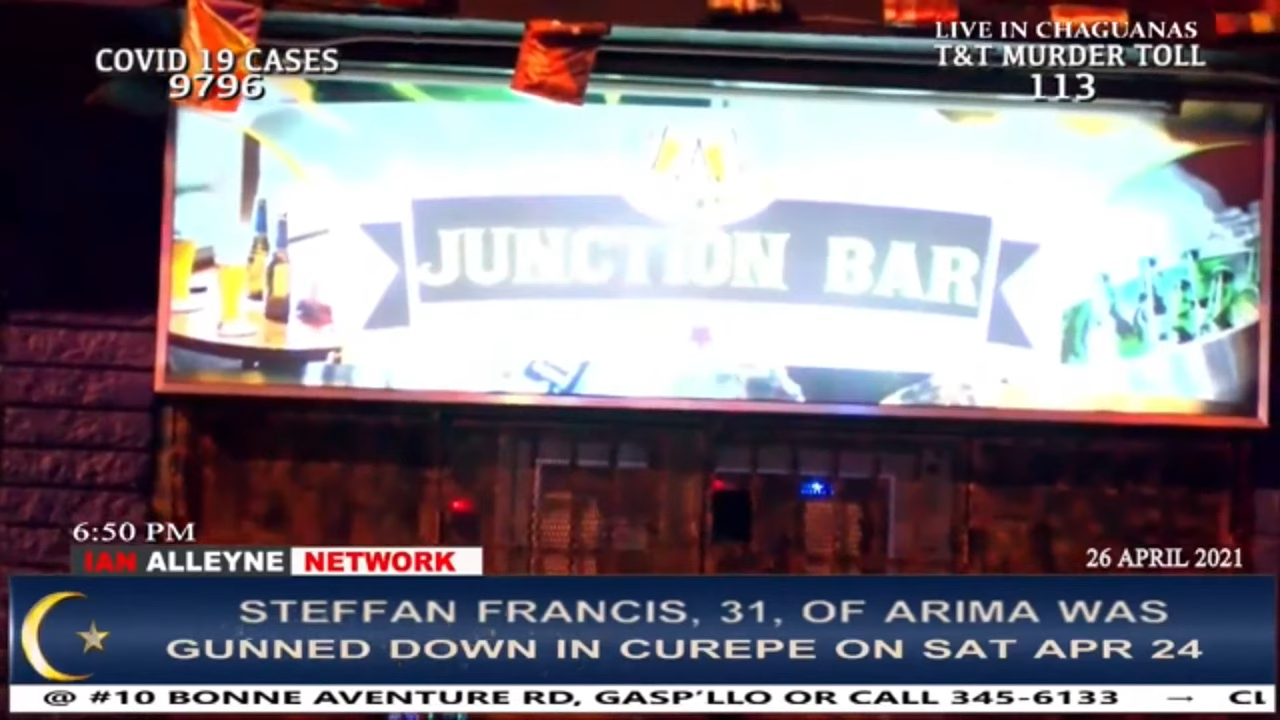 COVID 19 CASES
9796
LIVE IN CHAGUANAS
T&T MURDER TOLL
113
JUNCTION BAR
6:50 PM
IAN ALLEYNE NETWORK
26 APRIL 2021
STEFFAN FRANCIS, 31, OF ARIMA WAS
GUNNED DOWN IN CUREPE ON SAT APR 24
@ #10 BONNE AVENTURE RD, GASP'LLO OR CALL 345-6133 → CL